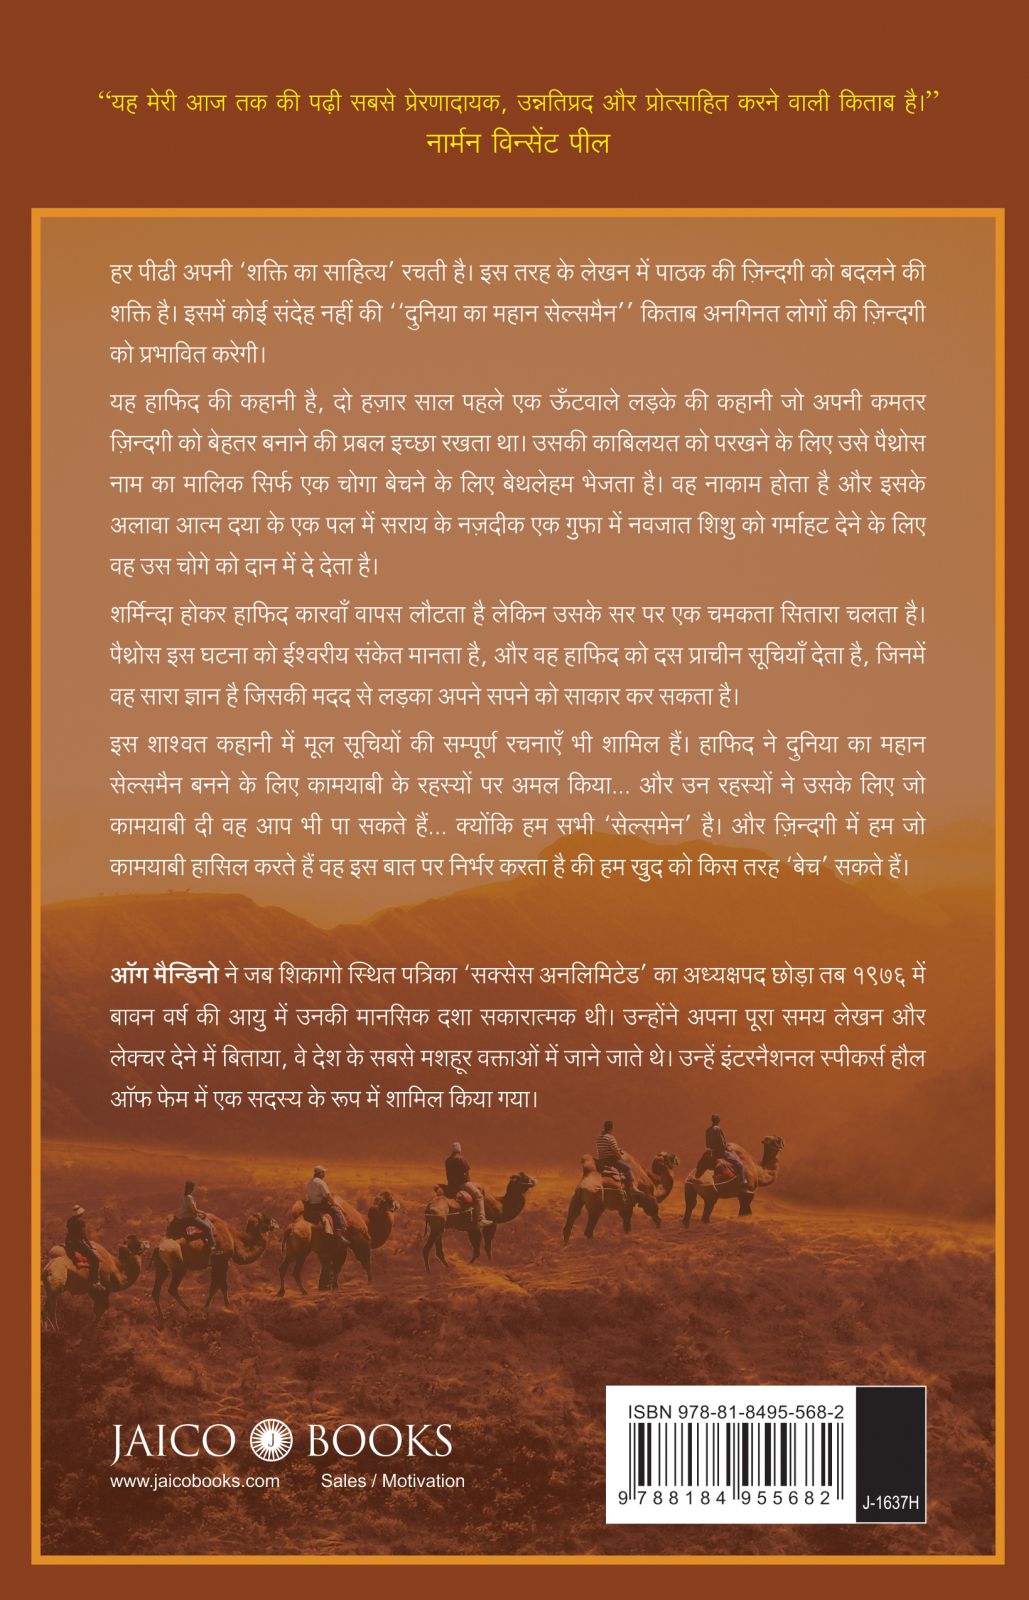 “यह मेरी आज तक की पढ़ी सबसे प्रेरणादायक, उन्नतिप्रद और प्रोत्साहित करने वाली किताब है।”
नार्मन विन्सेंट पील
हर पीढी अपनी ‘शक्ति का साहित्य’ रचती है। इस तरह के लेखन में पाठक की ज़िन्दगी को बदलने की
शक्ति है। इसमें कोई संदेह नहीं की ‘‘दुनिया का महान सेल्समैन’’ किताब अनगिनत लोगों की ज़िन्दगी
को प्रभावित करेगी।
यह हाफिद की कहानी है, दो हज़ार साल पहले एक ऊँटवाले लड़के की कहानी जो अपनी कमतर
ज़िन्दगी को बेहतर बनाने की प्रबल इच्छा रखता था। उसकी काबिलयत को परखने के लिए उसे पैथ्रोस
नाम का मालिक सिर्फ एक चोगा बेचने के लिए बेथलेहम भेजता है। वह नाकाम होता है और इसके
अलावा आत्म दया के एक पल में सराय के नज़दीक एक गुफा में नवजात शिशु को गर्माहट देने के लिए
वह उस चोगे को दान में दे देता है।
शर्मिन्दा होकर हाफिद कारवाँ वापस लौटता है लेकिन उसके सर पर एक चमकता सितारा चलता है।
पैथ्रोस इस घटना को ईश्वरीय संकेत मानता है, और वह हाफिद को दस प्राचीन सूचियाँ देता है, जिनमें
वह सारा ज्ञान है जिसकी मदद से लड़का अपने सपने को साकार कर सकता है।
इस शाश्वत कहानी में मूल सूचियों की सम्पूर्ण रचनाएँ भी शामिल हैं। हाफिद ने दुनिया का महान
सेल्समैन बनने के लिए कामयाबी के रहस्यों पर अमल किया... और उन रहस्यों ने उसके लिए जो
कामयाबी दी वह आप भी पा सकते हैं... क्योंकि हम सभी ‘सेल्समेन’ है। और ज़िन्दगी में हम जो
कामयाबी हासिल करते हैं वह इस बात पर निर्भर करता है की हम खुद को किस तरह ‘बेच’ सकते हैं।
ऑग मैन्डिनो ने जब शिकागो स्थित पत्रिका ‘सक्सेस अनलिमिटेड’ का अध्यक्षपद छोड़ा तब १९७६ में
बावन वर्ष की आयु में उनकी मानसिक दशा सकारात्मक थी। उन्होंने अपना पूरा समय लेखन और
लेक्चर देने में बिताया, वे देश के सबसे मशहूर वक्ताओं में जाने जाते थे। उन्हें इंटरनैशनल स्पीकर्स हौल
ऑफ फेम में एक सदस्य के रूप में शामिल किया गया।
JAICO J BOOKS
www.jaicobooks.com Sales / Motivation
ISBN 978-81-8495-568-2
9 788184 955682
J-1637H